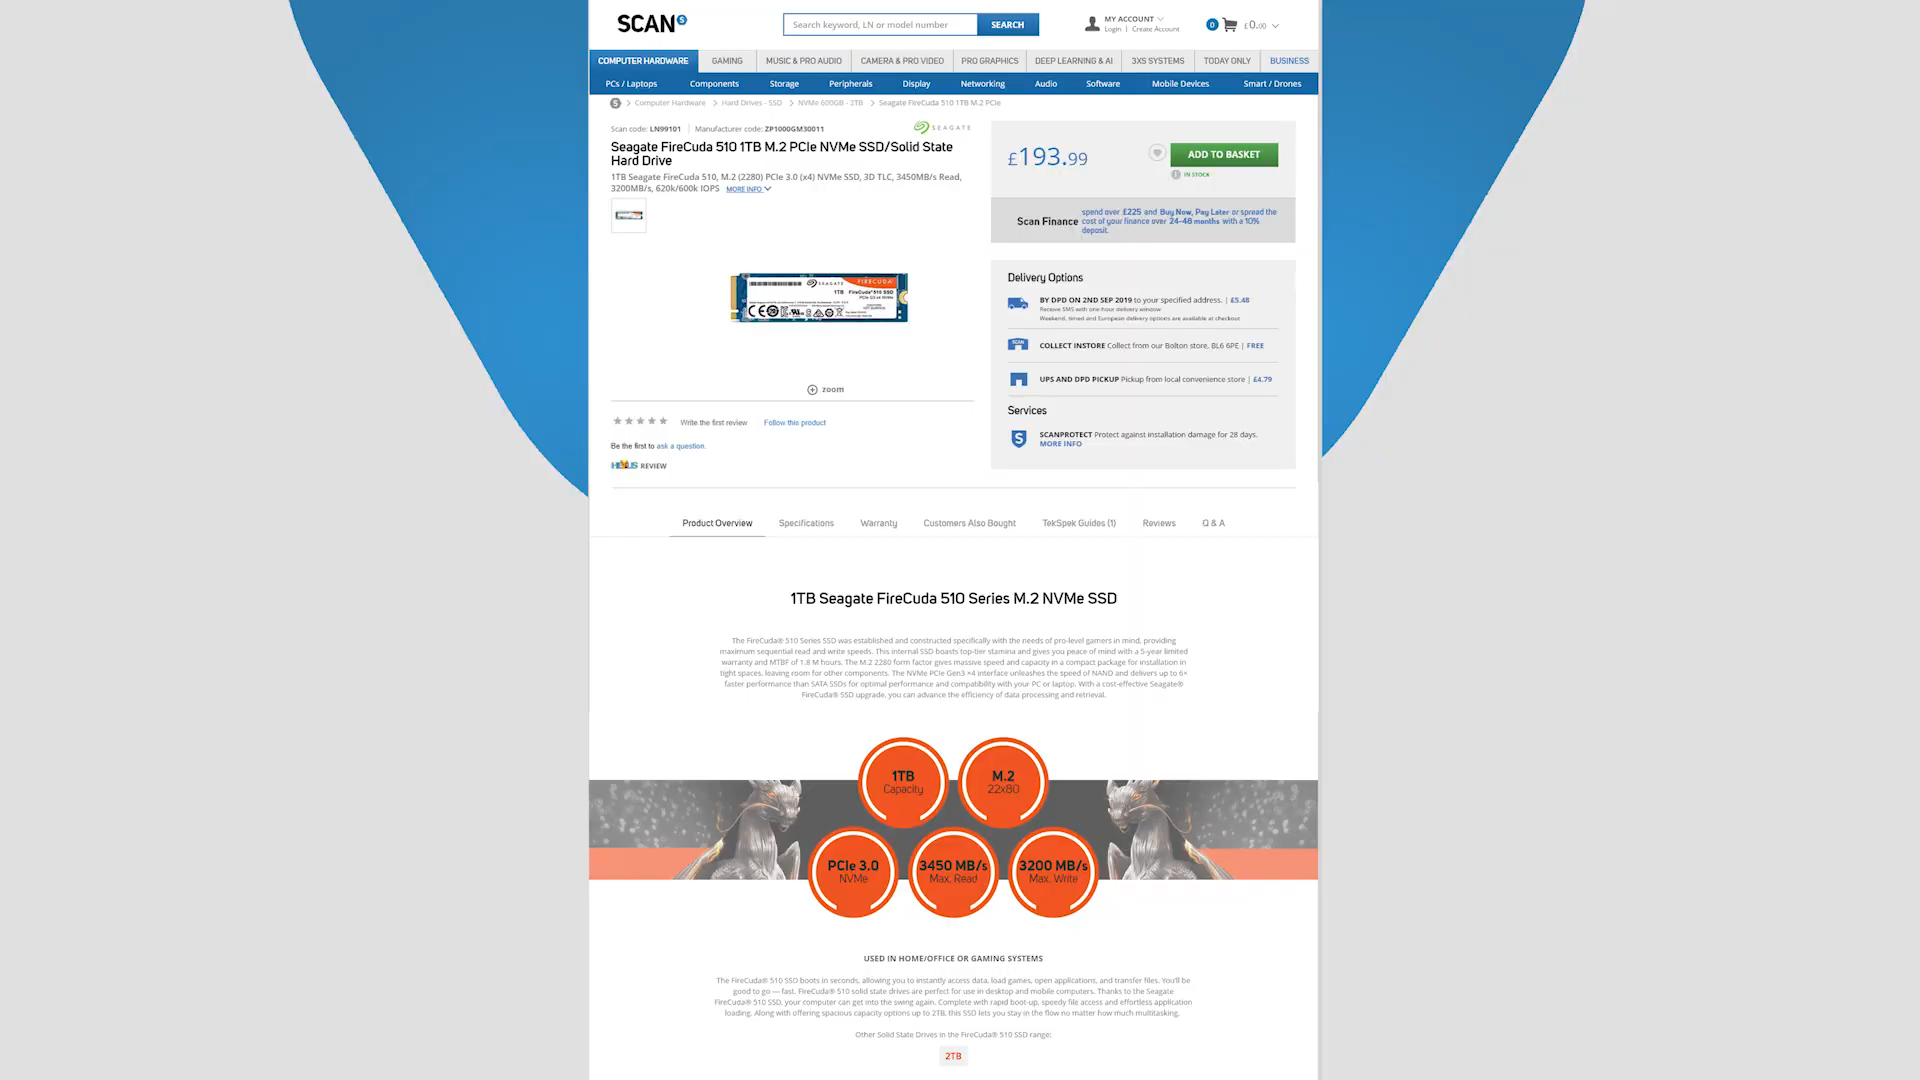 SCAN S
Search keyword, LN or model number
SEARCH
MY ACCOUNT
Login | Create Account
0
£0.00
COMPUTER HARDWARE
GAMING
MUSIC & PRO AUDIO
CAMERA & PRO VIDEO
PRO GRAPHICS
DEEP LEARNING & AI
3XS SYSTEMS
TODAY ONLY
BUSINESS
PCs / Laptops
Components
Storage
Peripherals
Display
Networking
Audio
Software
Mobile Devices
Smart / Drones
S > Computer Hardware > Hard Drives - SSD > NVMe 600GB - 2TB > Seagate FireCuda 510 1TB M.2 PCIe
Scan code: LN99101 | Manufacturer code: ZP1000GM30011
SEAGATE
Seagate FireCuda 510 1TB M.2 PCIe NVMe SSD/Solid State
Hard Drive
1TB Seagate FireCuda 510, M.2 (2280) PCIe 3.0 (x4) NVMe SSD, 3D TLC, 3450MB/s Read,
3200MB/s, 620k/600k IOPS MORE INFO
SEAGATE
FIRECUDA
1TB FireCuda 510 SSD
zoom
Write the first review
Follow this product
Be the first to ask a question.
HEXUS REVIEW
£193.99
ADD TO BASKET
IN STOCK
Scan Finance
spend over £225 and Buy Now, Pay Later or spread the
cost of your finance over 24-48 months with a 10%
deposit.
Delivery Options
BY DPD ON 2ND SEP 2019 to your specified address. | £5.48
Receive SMS with one-hour delivery window
Weekend, timed and European delivery options are available at checkout
SCAN
COLLECT INSTORE Collect from our Bolton store, BL6 6PE | FREE
UPS AND DPD PICKUP Pickup from local convenience store | £4.79
Services
S
SCANPROTECT Protect against installation damage for 28 days.
MORE INFO
Product Overview
Specifications
Warranty
Customers Also Bought
TekSpek Guides (1)
Reviews
Q & A
1TB Seagate FireCuda 510 Series M.2 NVMe SSD
The FireCuda® 510 Series SSD was established and constructed specifically with the needs of pro-level gamers in mind, providing
maximum sequential read and write speeds. This internal SSD boasts top-tier stamina and gives you peace of mind with a 5-year limited
warranty and MTBF of 1.8 M hours. The M.2 2280 form factor gives massive speed and capacity in a compact package for installation in
tight spaces, leaving room for other components. The NVMe PCIe Gen3 ×4 interface unleashes the speed of NAND and delivers up to 6×
faster performance than SATA SSDs for optimal performance and compatibility with your PC or laptop. With a cost-effective Seagate®
FireCuda® SSD upgrade, you can advance the efficiency of data processing and retrieval.
1TB
Capacity
M.2
22x80
PCIe 3.0
NVMe
3450 MB/s
Max. Read
3200 MB/s
Max. Write
USED IN HOME/OFFICE OR GAMING SYSTEMS
The FireCuda® 510 SSD boots in seconds, allowing you to instantly access data, load games, open applications, and transfer files. You'll be
good to go — fast. FireCuda® 510 solid state drives are perfect for use in desktop and mobile computers. Thanks to the Seagate
FireCuda® 510 SSD, your computer can get into the swing again. Complete with rapid boot-up, speedy file access and effortless application
loading. Along with offering spacious capacity options up to 2TB, this SSD lets you stay in the flow no matter how much multitasking.
Other Solid State Drives in the FireCuda® 510 SSD range:
2TB